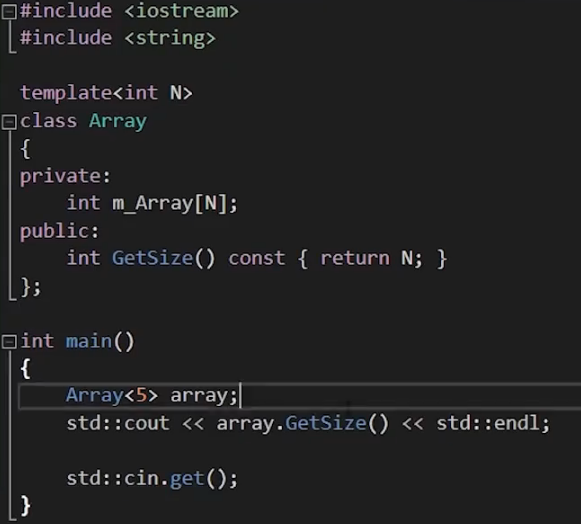 #include <iostream>
#include <string>
template<int N>
class Array
{
private:
    int m_Array[N];
public:
    int GetSize() const { return N; }
};
int main()
{
    Array<5> array;
    std::cout << array.GetSize() << std::endl;
    std::cin.get();
}